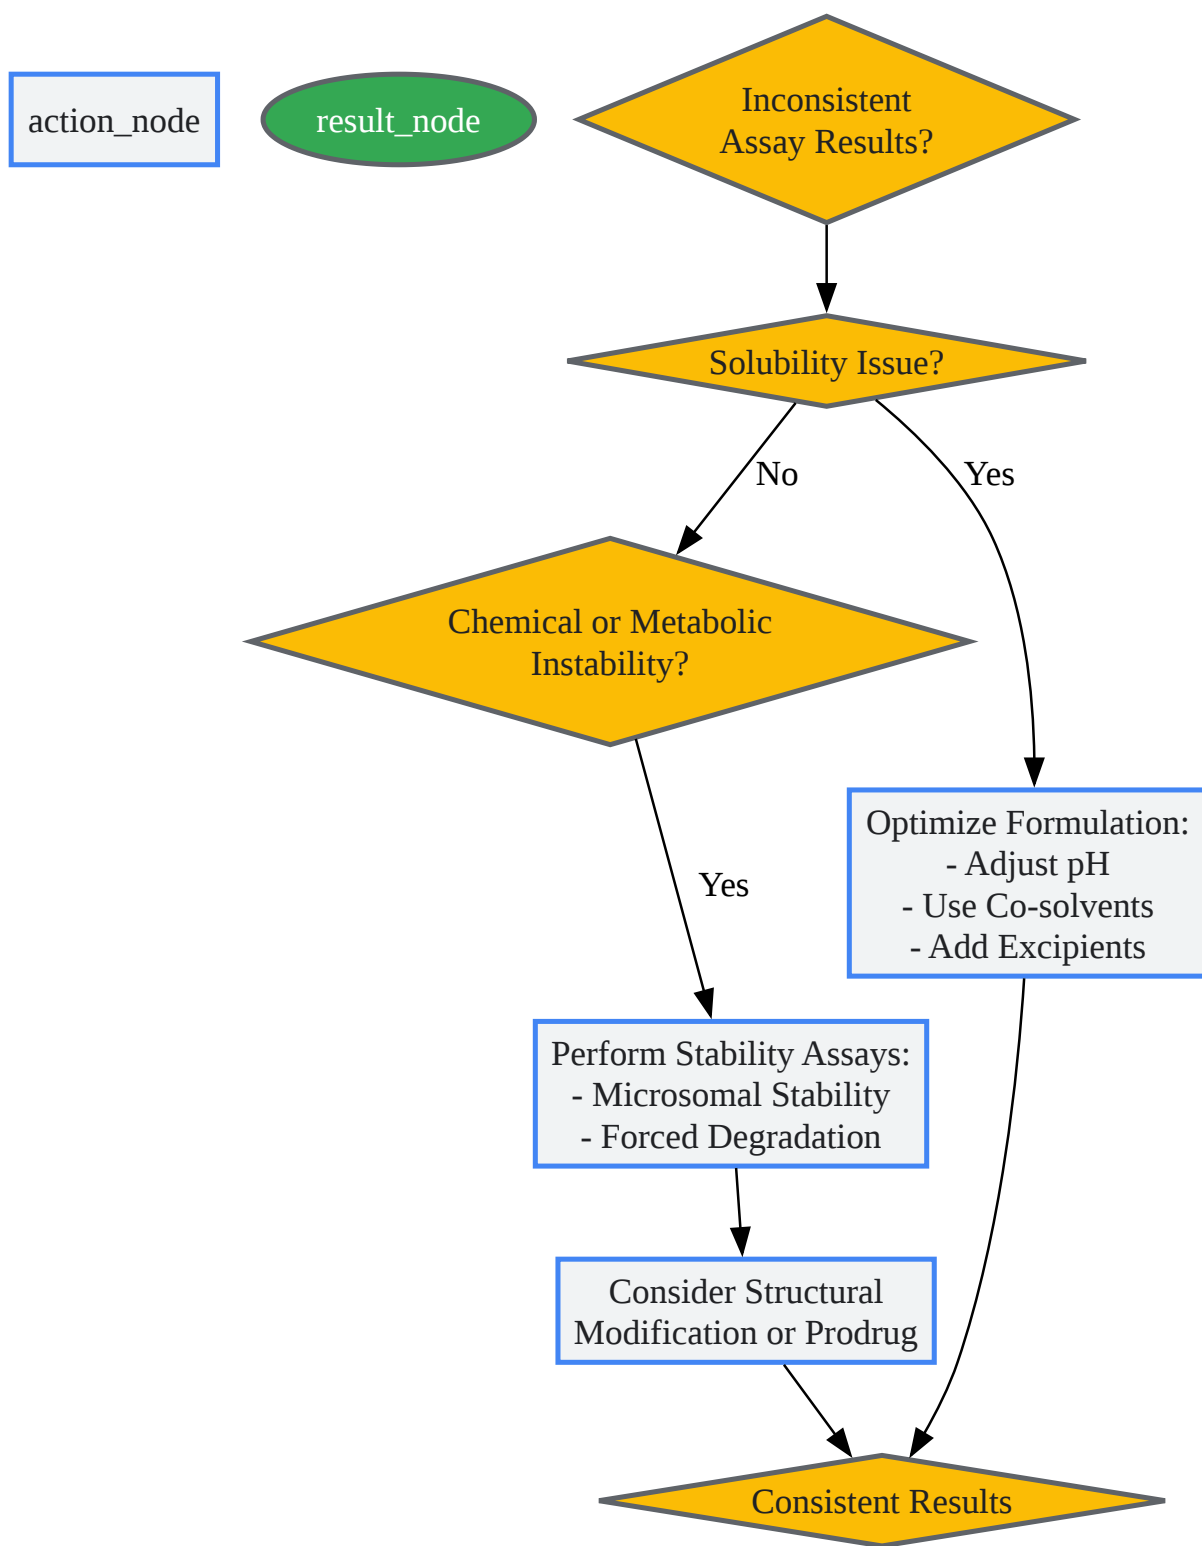 action_node
result_node
Inconsistent
Assay Results?
Solubility Issue?
No
Yes
Chemical or Metabolic
Instability?
Optimize Formulation:
- Adjust pH
- Use Co-solvents
- Add Excipients
Yes
Perform Stability Assays:
- Microsomal Stability
- Forced Degradation
Consider Structural
Modification or Prodrug
Consistent Results